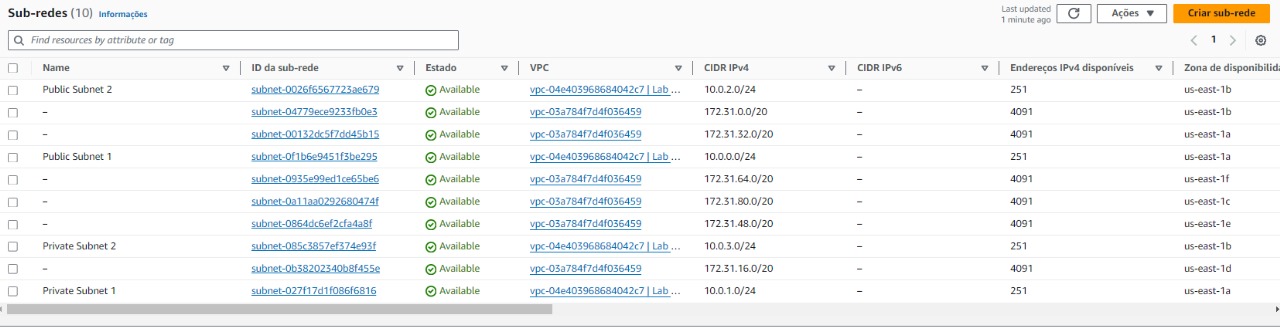 Sub-redes (10) Informações
Last updated
1 minute ago
Ações
Criar sub-rede
Find resources by attribute or tag
1
Name ID da sub-rede Estado VPC CIDR IPv4 CIDR IPv6 Endereços IPv4 disponíveis Zona de disponibilida
Public Subnet 2 subnet-0026f6567723ae679 Available vpc-04e403968684042c7 | Lab ... 10.0.2.0/24 – 251 us-east-1b
– subnet-04779ece9233fb0e3 Available vpc-03a784f7d4f036459 172.31.0.0/20 – 4091 us-east-1b
– subnet-00132dc5f7dd45b15 Available vpc-03a784f7d4f036459 172.31.32.0/20 – 4091 us-east-1a
Public Subnet 1 subnet-0f1b6e9451f3be295 Available vpc-04e403968684042c7 | Lab ... 10.0.0.0/24 – 251 us-east-1a
– subnet-0935e99ed1ce65be6 Available vpc-03a784f7d4f036459 172.31.64.0/20 – 4091 us-east-1f
– subnet-0a11aa0292680474f Available vpc-03a784f7d4f036459 172.31.80.0/20 – 4091 us-east-1c
– subnet-0864dc6ef2cfa4a8f Available vpc-03a784f7d4f036459 172.31.48.0/20 – 4091 us-east-1e
Private Subnet 2 subnet-085c3857ef374e93f Available vpc-04e403968684042c7 | Lab ... 10.0.3.0/24 – 251 us-east-1b
– subnet-0b38202340b8f455e Available vpc-03a784f7d4f036459 172.31.16.0/20 – 4091 us-east-1d
Private Subnet 1 subnet-027f17d1f086f6816 Available vpc-04e403968684042c7 | Lab ... 10.0.1.0/24 – 251 us-east-1a